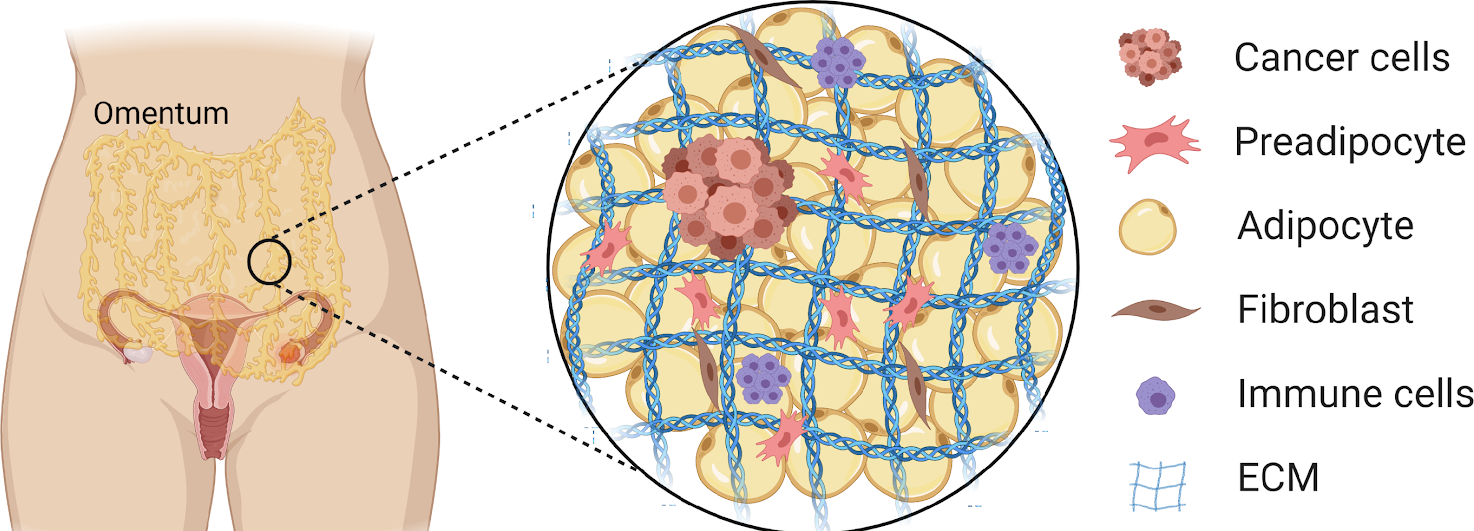 Omentum
Cancer cells
Preadipocyte
Adipocyte
Fibroblast
Immune cells
ECM